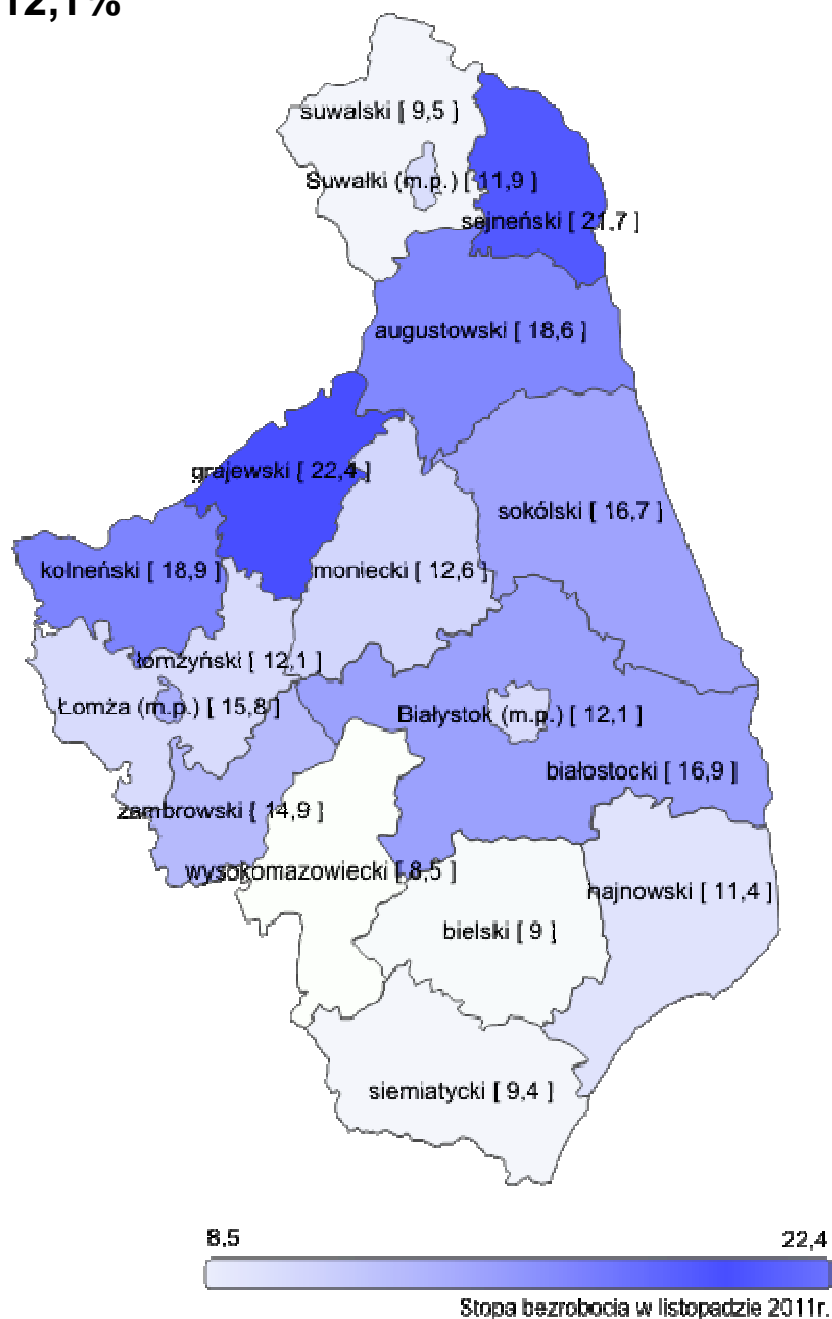 12,1%
suwalski [ 9,5 ]
Suwałki (m.p.) [ 11,9 ]
sejneński [ 21,7 ]
augustowski [ 18,6 ]
grajewski [ 22,4 ]
sokólski [ 16,7 ]
kolneński [ 18,9 ]
moniecki [ 12,6 ]
łomżyński [ 12,1 ]
Łomża (m.p.) [ 15,8 ]
Białystok (m.p.) [ 12,1 ]
białostocki [ 16,9 ]
zambrowski [ 14,9 ]
wysokomazowiecki [ 8,5 ]
hajnowski [ 11,4 ]
bielski [ 9 ]
siemiatycki [ 9,4 ]
8,5
22,4
Stopa bezrobocia w listopadzie 2011r.